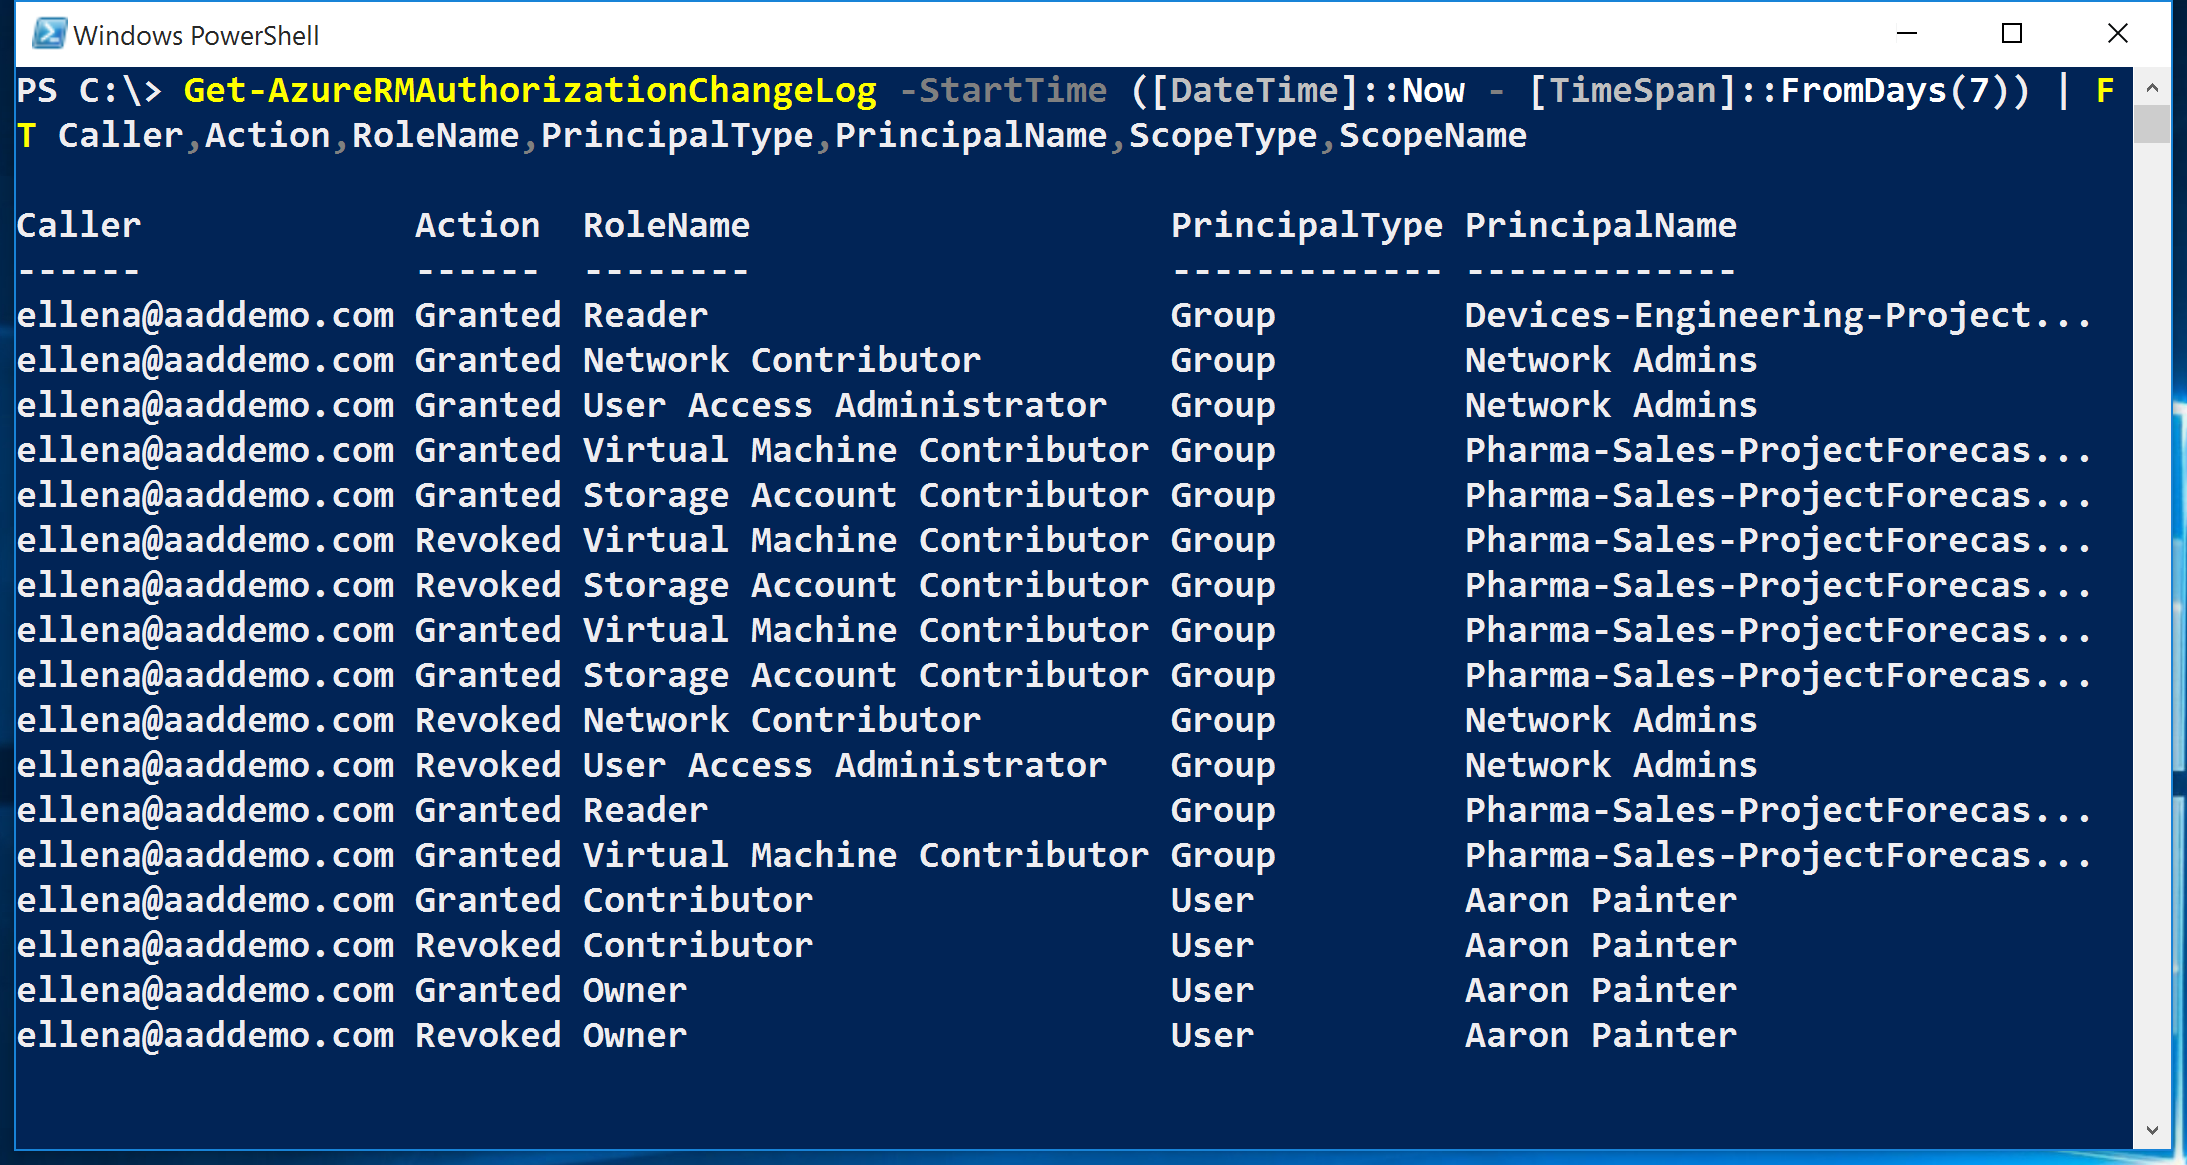 Windows PowerShell
PS C:\> Get-AzureRMAuthorizationChangeLog -StartTime ([DateTime]::Now - [TimeSpan]::FromDays(7)) | F
T Caller,Action,RoleName,PrincipalType,PrincipalName,ScopeType,ScopeName
Caller Action RoleName PrincipalType PrincipalName
------ ------ -------- ------------- -------------
ellena@aaddemo.com Granted Reader Group Devices-Engineering-Project...
ellena@aaddemo.com Granted Network Contributor Group Network Admins
ellena@aaddemo.com Granted User Access Administrator Group Network Admins
ellena@aaddemo.com Granted Virtual Machine Contributor Group Pharma-Sales-ProjectForecas...
ellena@aaddemo.com Granted Storage Account Contributor Group Pharma-Sales-ProjectForecas...
ellena@aaddemo.com Revoked Virtual Machine Contributor Group Pharma-Sales-ProjectForecas...
ellena@aaddemo.com Revoked Storage Account Contributor Group Pharma-Sales-ProjectForecas...
ellena@aaddemo.com Granted Virtual Machine Contributor Group Pharma-Sales-ProjectForecas...
ellena@aaddemo.com Granted Storage Account Contributor Group Pharma-Sales-ProjectForecas...
ellena@aaddemo.com Revoked Network Contributor Group Network Admins
ellena@aaddemo.com Revoked User Access Administrator Group Network Admins
ellena@aaddemo.com Granted Reader Group Pharma-Sales-ProjectForecas...
ellena@aaddemo.com Granted Virtual Machine Contributor Group Pharma-Sales-ProjectForecas...
ellena@aaddemo.com Granted Contributor User Aaron Painter
ellena@aaddemo.com Revoked Contributor User Aaron Painter
ellena@aaddemo.com Granted Owner User Aaron Painter
ellena@aaddemo.com Revoked Owner User Aaron Painter